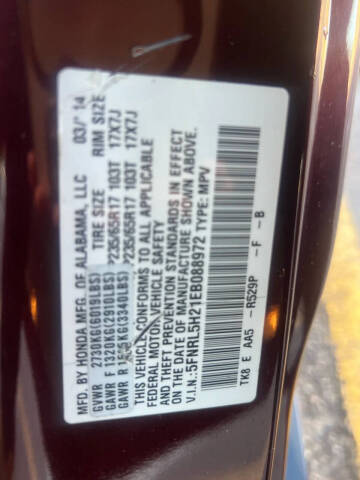 MFD. BY HONDA MFG. OF ALABAMA, LLC 03/ 14
TIRE SIZE RIM SIZE
GVWR 2730KG(6019LBS)
GAWR F 1320KG(2910LBS) P235/65R17 103T 17X7J
GAWR R KG(3340LBS) P235/65R17 103T 17X7J
THIS VEHICLE CONFORMS TO ALL APPLICABLE
FEDERAL MOTOR VEHICLE SAFETY
AND THEFT PREVENTION STANDARDS IN EFFECT
ON THE DATE OF MANUFACTURE SHOWN ABOVE.
V.I.N.: 5FNRL5H21EB088972 TYPE: MPV
TK8 E AA5 - R529P - F - B